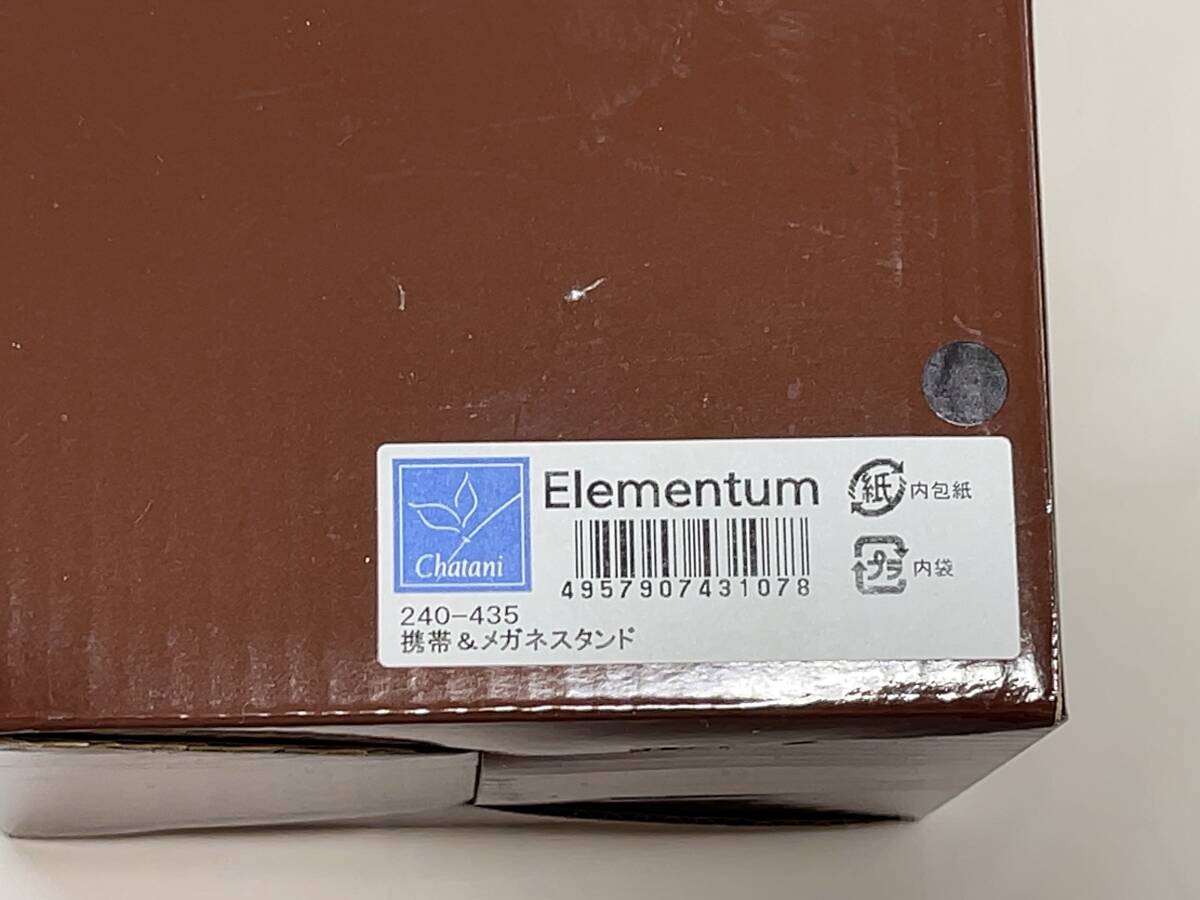 Chatani
Elementum
4957907431078
240-435
携帯&メガネスタンド
紙 内包紙
プラ 内袋